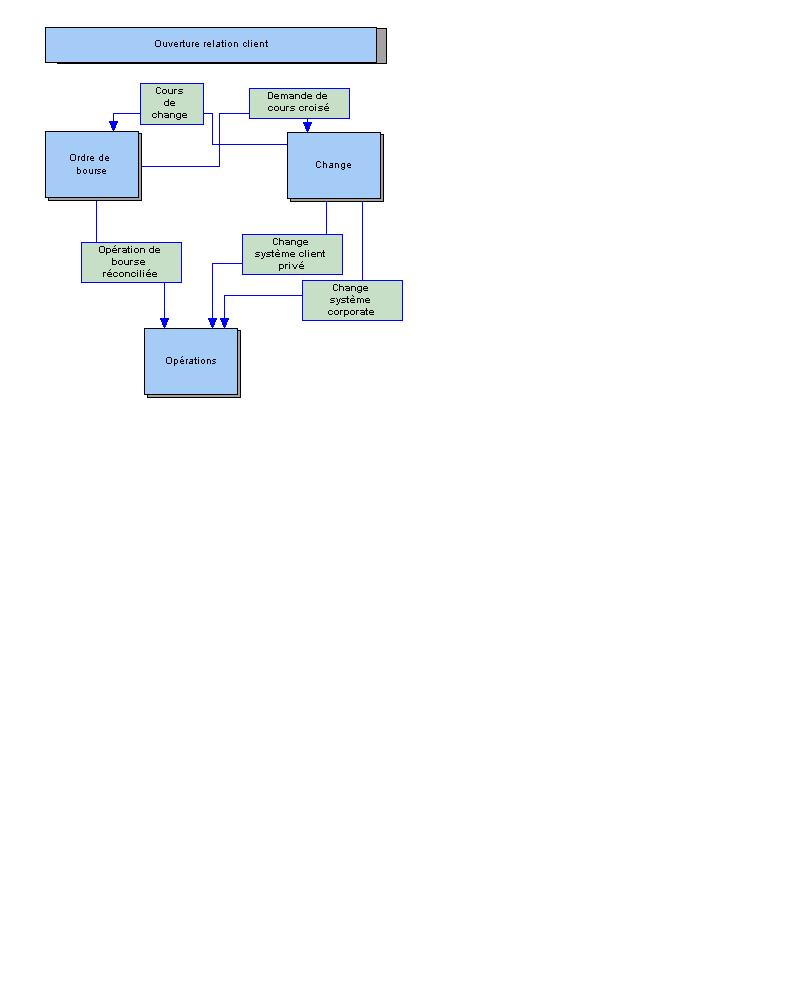 Ouverture relation client
Cours
de
change
Demande de
cours croisé
Ordre de
bourse
Change
Opération de
bourse
réconciliée
Change
système client
privé
Change
système
corporate
Opérations